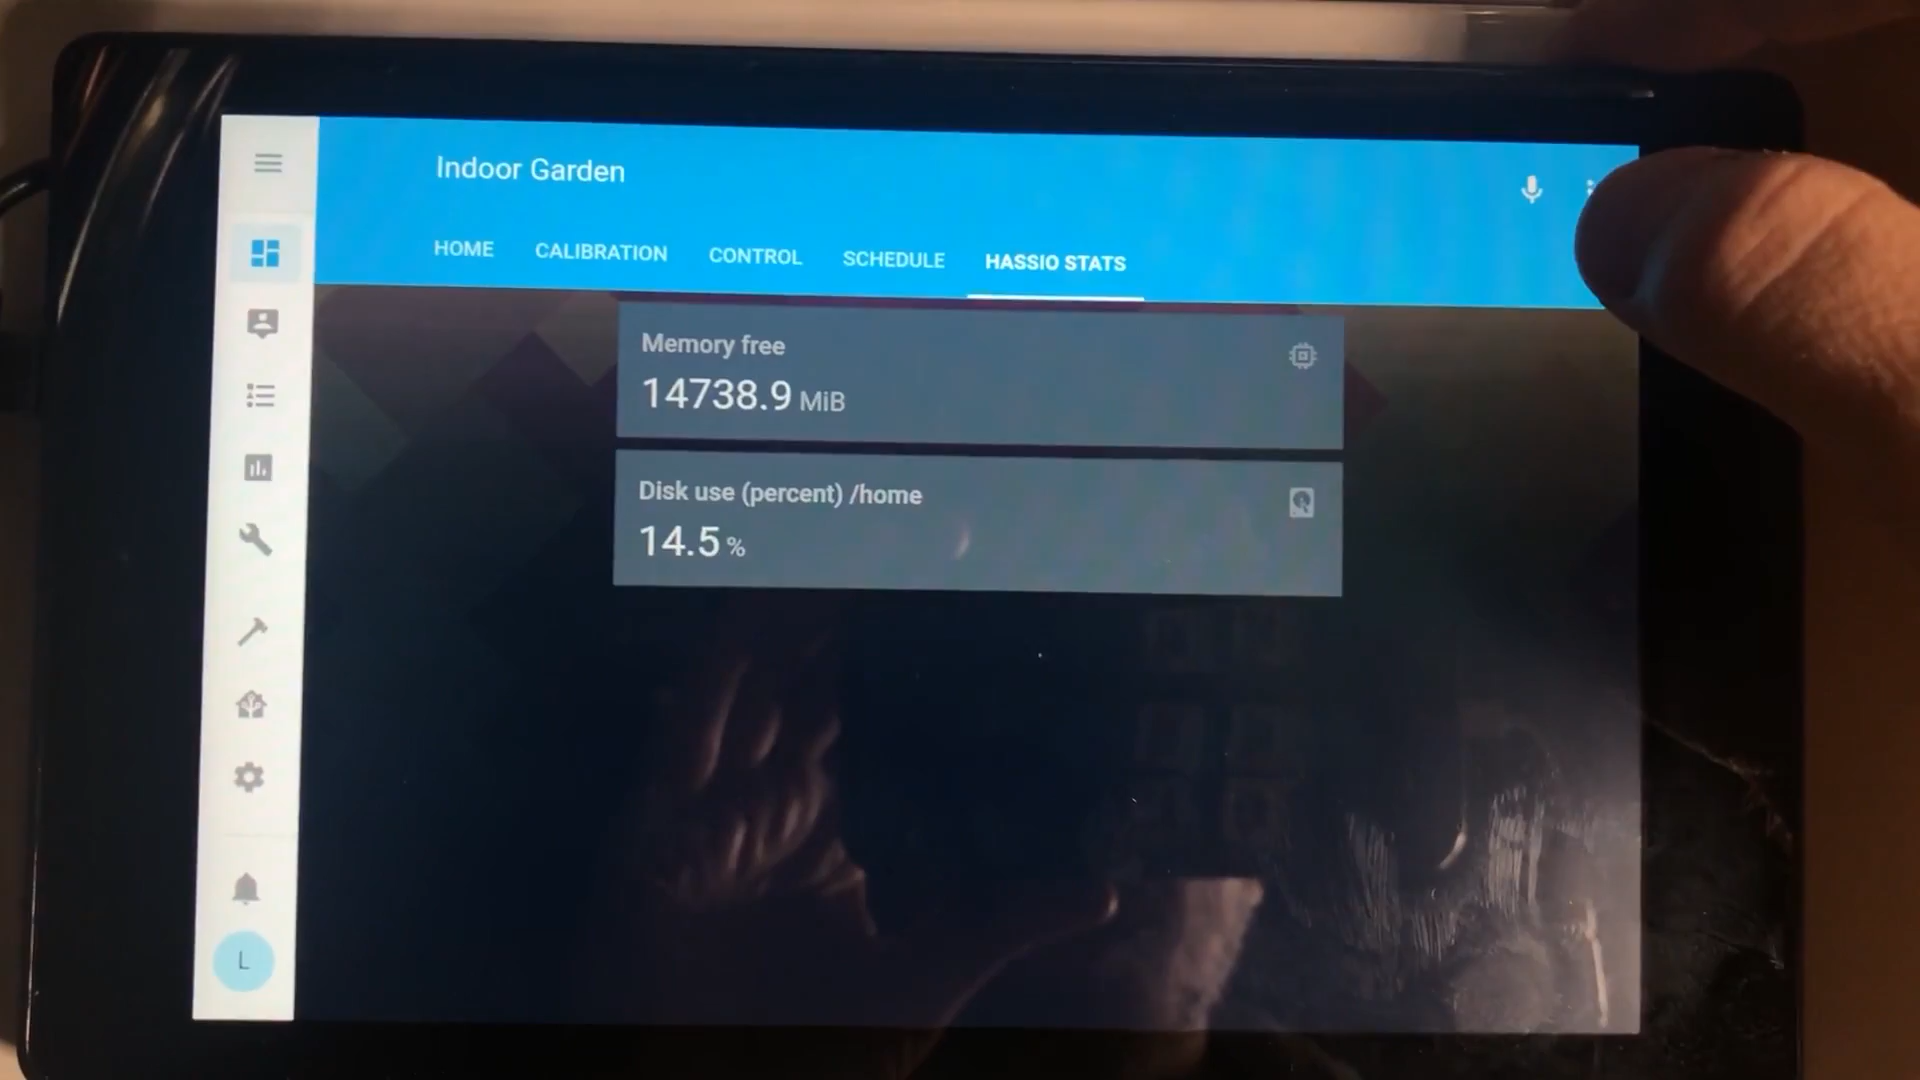 Indoor Garden
HOME CALIBRATION CONTROL SCHEDULE HASSIO STATS
Memory free
14738.9 MiB
Disk use (percent) /home
14.5 %
L